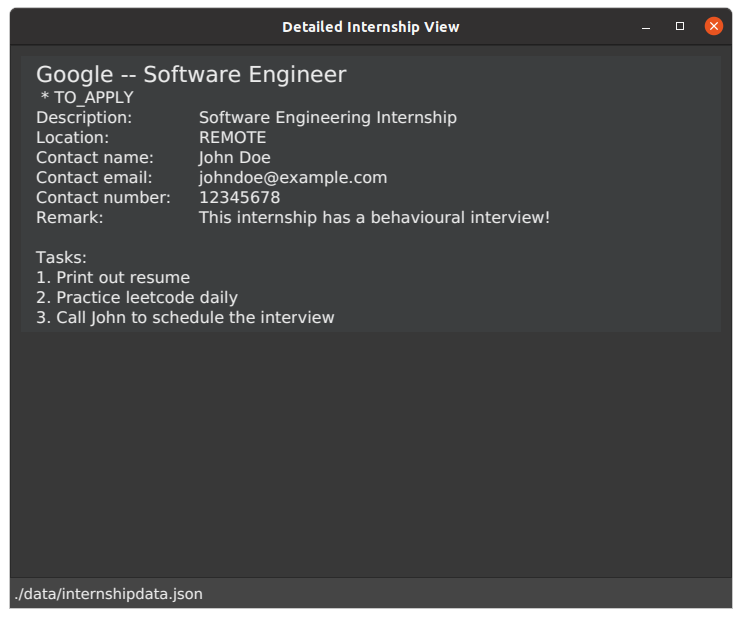 Detailed Internship View
Google -- Software Engineer
* TO_APPLY
Description: Software Engineering Internship
Location: REMOTE
Contact name: John Doe
Contact email: johndoe@example.com
Contact number: 12345678
Remark: This internship has a behavioural interview!
Tasks:
1. Print out resume
2. Practice leetcode daily
3. Call John to schedule the interview
./data/internshipdata.json